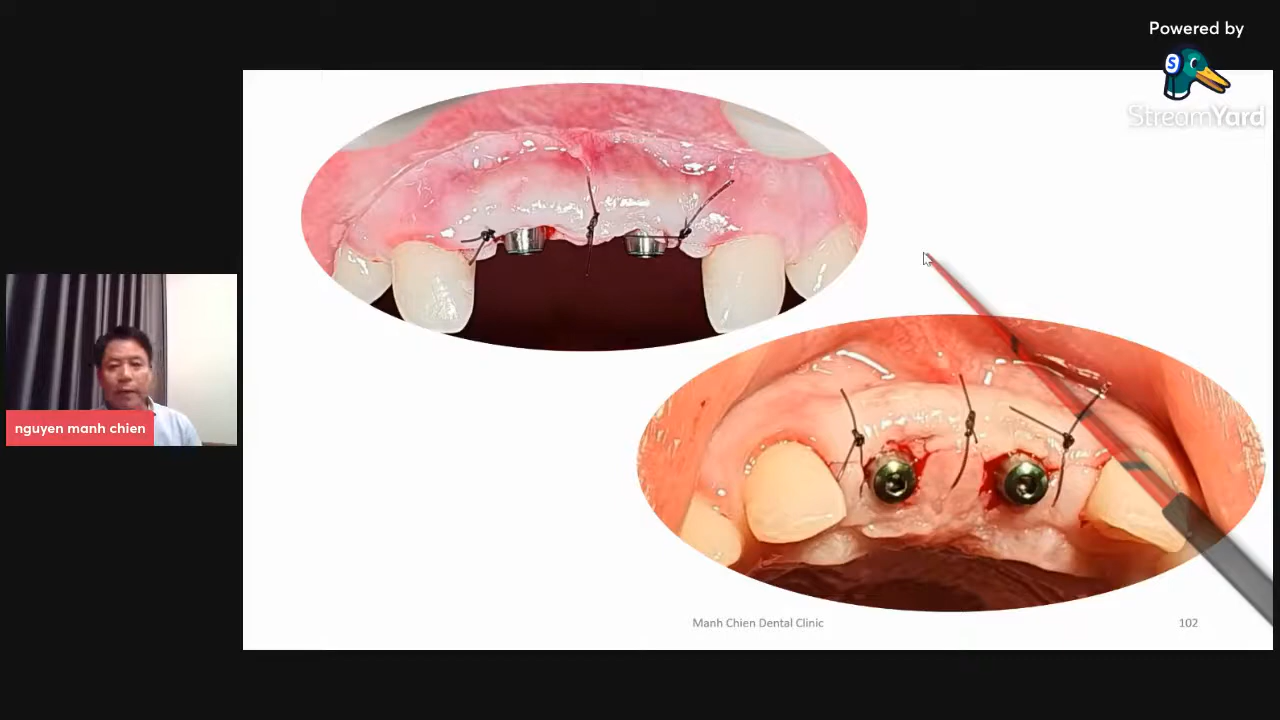 Powered by
StreamYard
nguyen manh chien
Manh Chien Dental Clinic
102